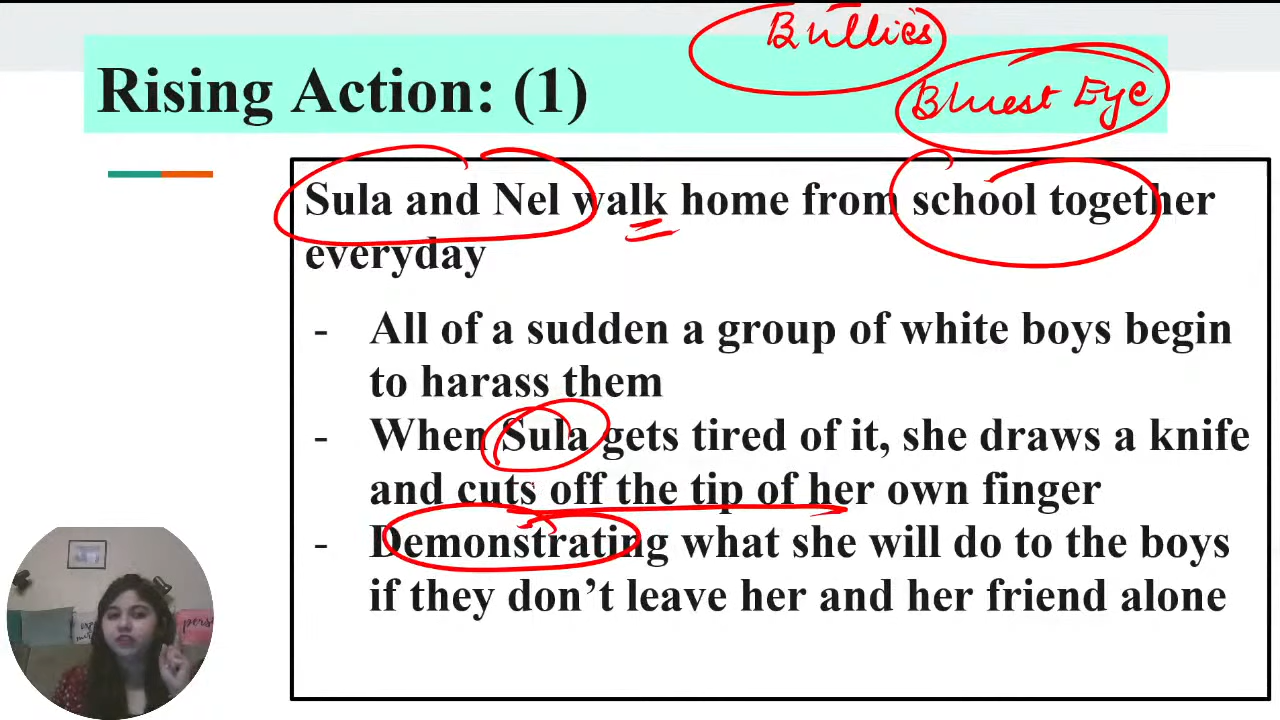 Bullies
Rising Action: (1)
Bluest Eye
Sula and Nel walk home from school together
everyday
- All of a sudden a group of white boys begin
to harass them
- When Sula gets tired of it, she draws a knife
and cuts off the tip of her own finger
- Demonstrating what she will do to the boys
if they don’t leave her and her friend alone